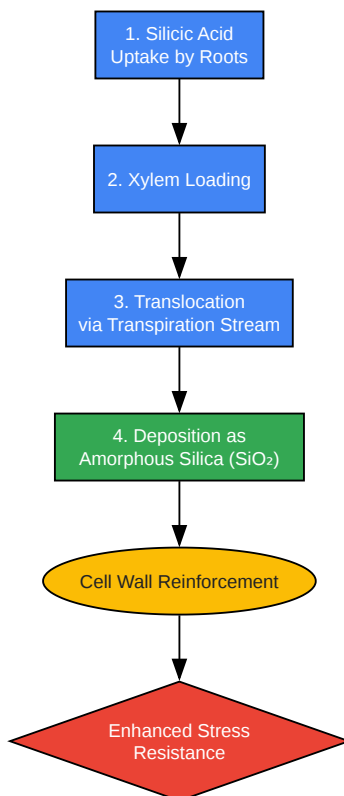 1. Silicic Acid
Uptake by Roots
2. Xylem Loading
3. Translocation
via Transpiration Stream
4. Deposition as
Amorphous Silica (SiO₂)
Cell Wall Reinforcement
Enhanced Stress
Resistance